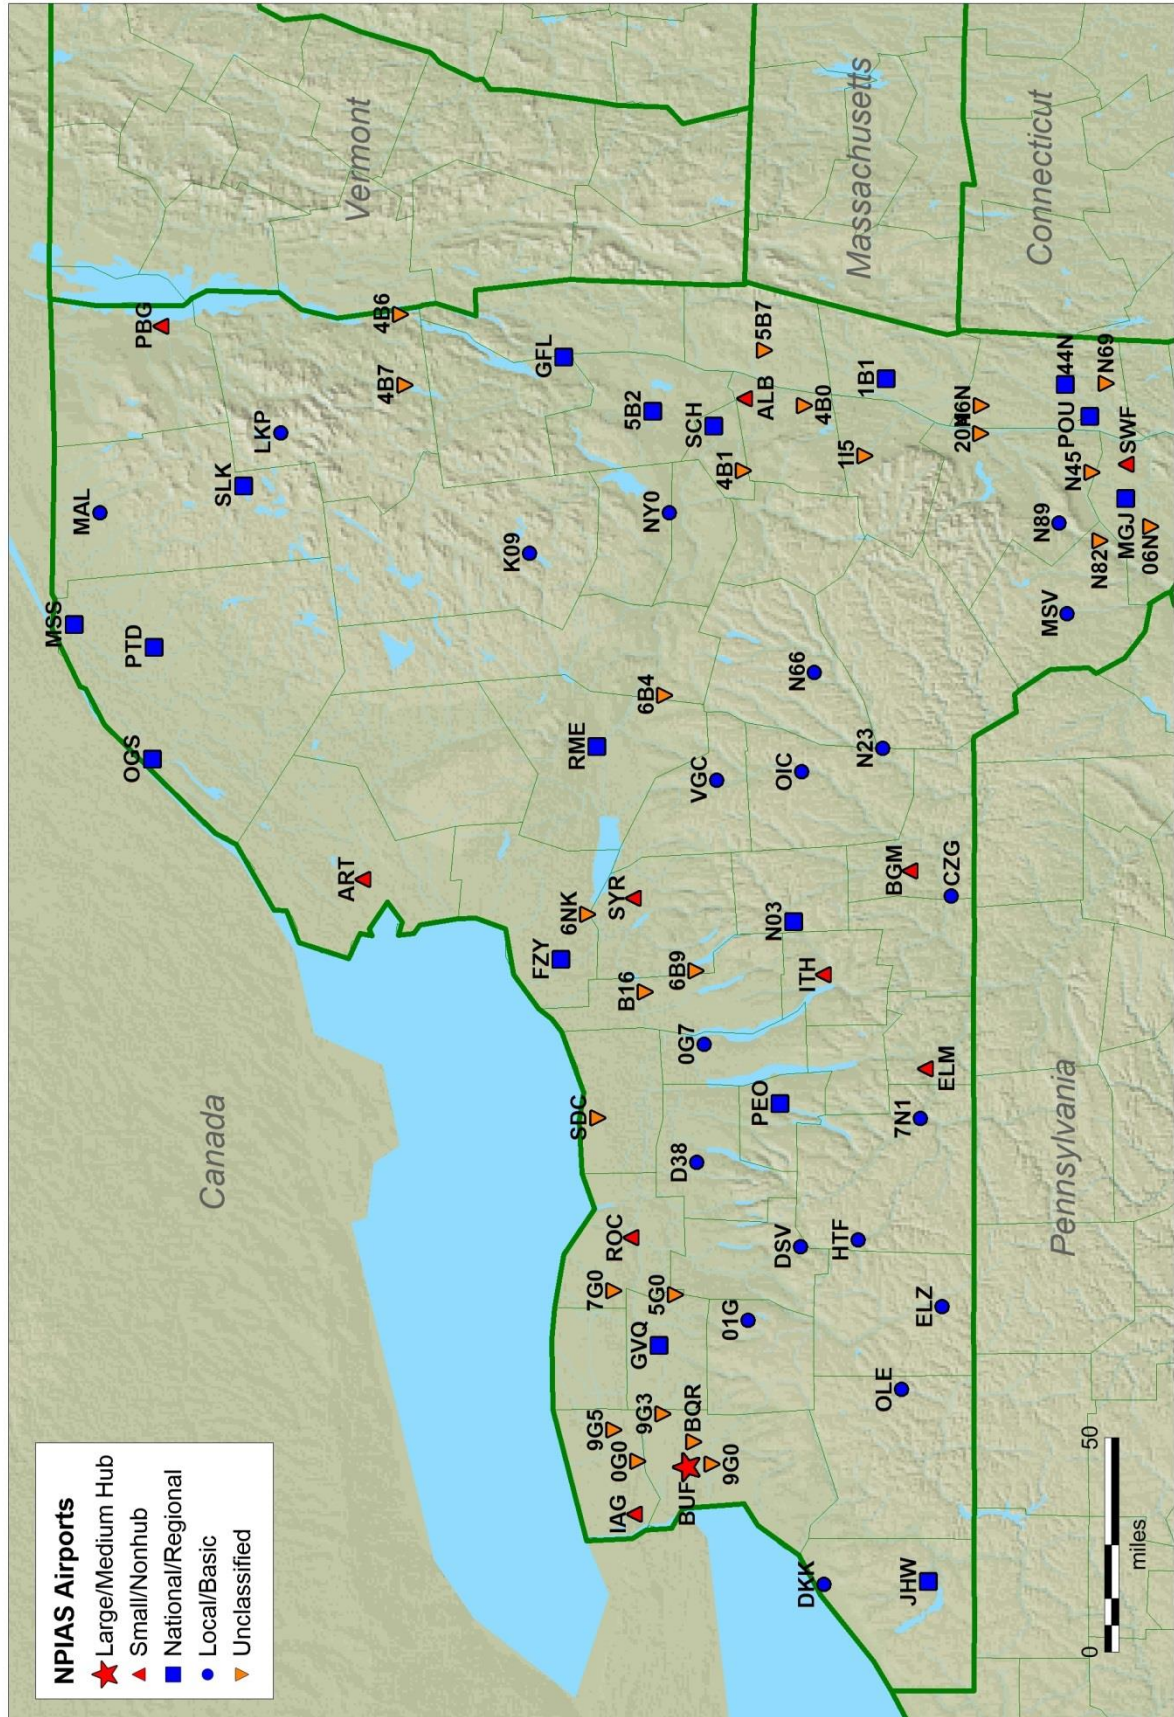 NPIAS Airports
Large/Medium Hub
Small/Nonhub
National/Regional
Local/Basic
Unclassified
Canada
Vermont
Massachusetts
Connecticut
Pennsylvania
MSS
MAL
OGS
PTD
PBG
SLK
LKP
ART
4B7
4B6
K09
GFL
FZY
6NK
RME
SDC
7G0
9G5
0G0
IAG
ROC
B16
SYR
6B4
NY0
5B2
9G3
GVQ
5G0
BUF
BQR
9G0
D38
0G7
6B9
VGC
SCH
4B1
ALB
5B7
01G
PEO
N03
OIC
4B0
DKK
DSV
ITH
N66
HTF
1I5
1B1
N23
OLE
JHW
ELZ
7N1
ELM
BGM
CZG
20N
46N
MSV
N89
POU
44N
N82
N45
N69
MGJ
SWF
06N
0
50
miles